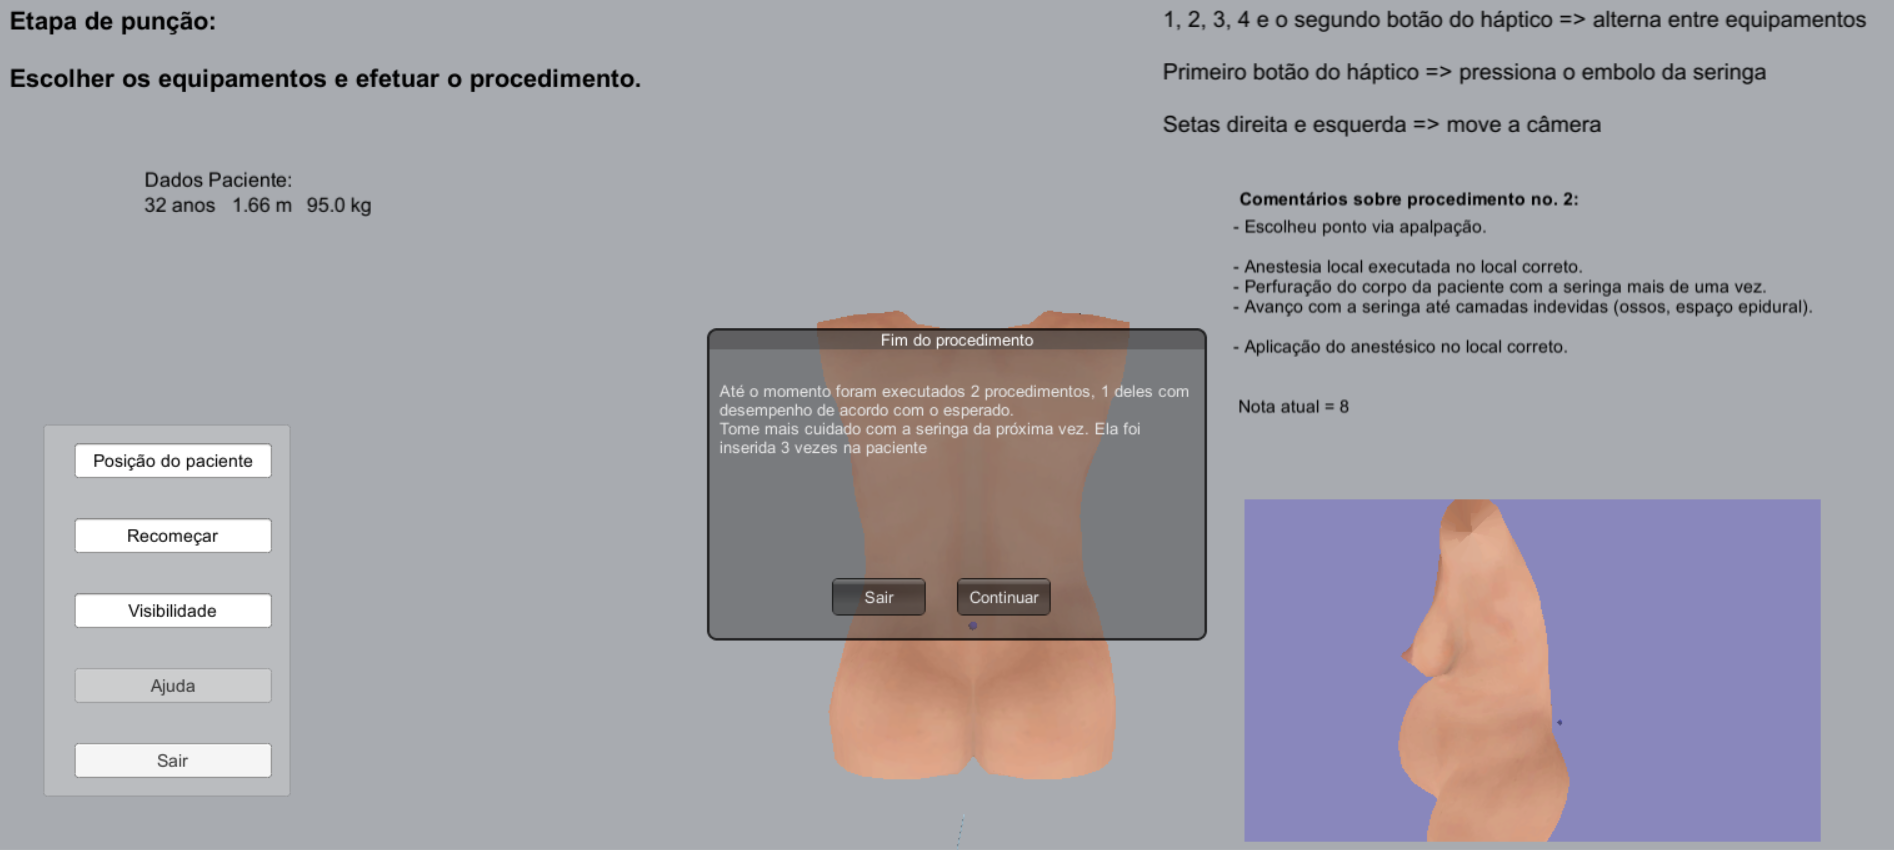 Etapa de punção:
Escolher os equipamentos e efetuar o procedimento.
1, 2, 3, 4 e o segundo botão do háptico => alterna entre equipamentos
Primeiro botão do háptico => pressiona o embolo da seringa
Setas direita e esquerda => move a câmera
Dados Paciente:
32 anos 1.66 m 95.0 kg
Comentários sobre procedimento no. 2:
- Escolheu ponto via apalpação.
- Anestesia local executada no local correto.
- Perfuração do corpo da paciente com a seringa mais de uma vez.
- Avanço com a seringa até camadas indevidas (ossos, espaço epidural).
- Aplicação do anestésico no local correto.
Nota atual = 8
Fim do procedimento
Até o momento foram executados 2 procedimentos, 1 deles com
desempenho de acordo com o esperado.
Tome mais cuidado com a seringa da próxima vez. Ela foi
inserida 3 vezes na paciente
Sair
Continuar
Posição do paciente
Recomeçar
Visibilidade
Ajuda
Sair